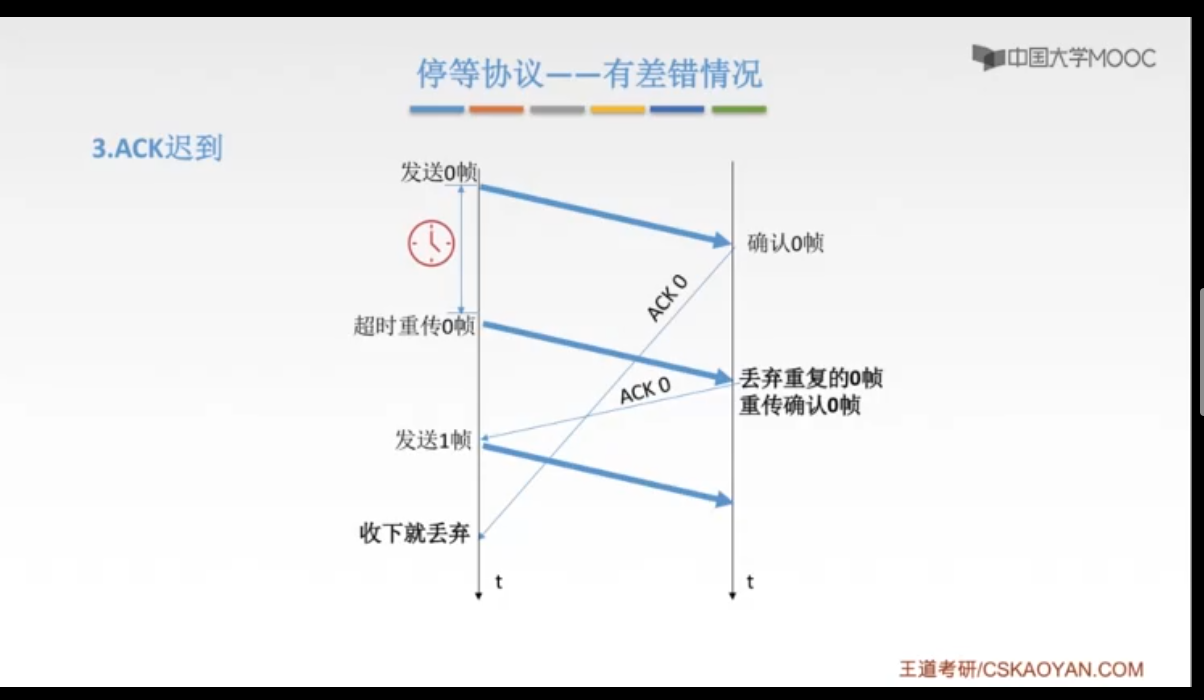 停等协议——有差错情况
中国大学MOOC
3.ACK迟到
发送0帧
确认0帧
ACK 0
超时重传0帧
丢弃重复的0帧
重传确认0帧
ACK 0
发送1帧
收下就丢弃
t
t
王道考研/CSKAOYAN.COM